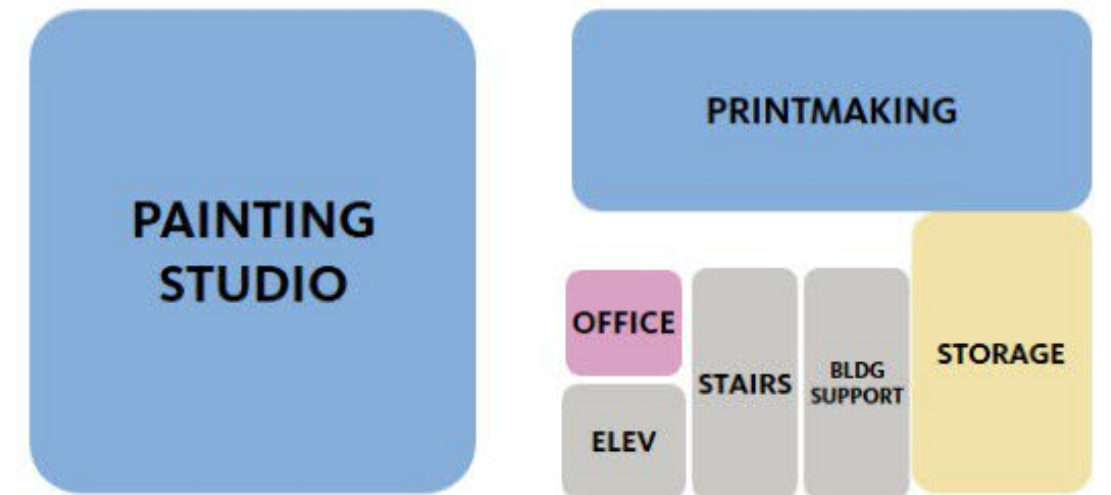 PAINTING
STUDIO
PRINTMAKING
OFFICE
ELEV
STAIRS
BLDG
SUPPORT
STORAGE